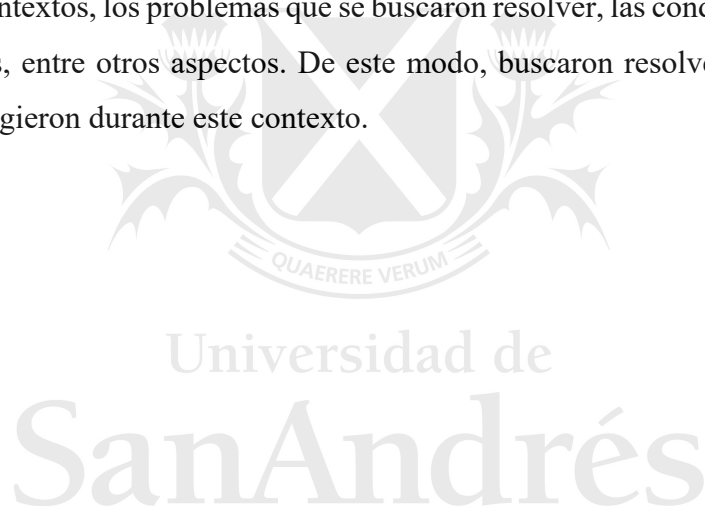 ntextos, los problemas que se buscaron resolver, las cond
s, entre otros aspectos. De este modo, buscaron resolv
gieron durante este contexto.
QUAERERE VERUM
Universidad de
SanAndrés